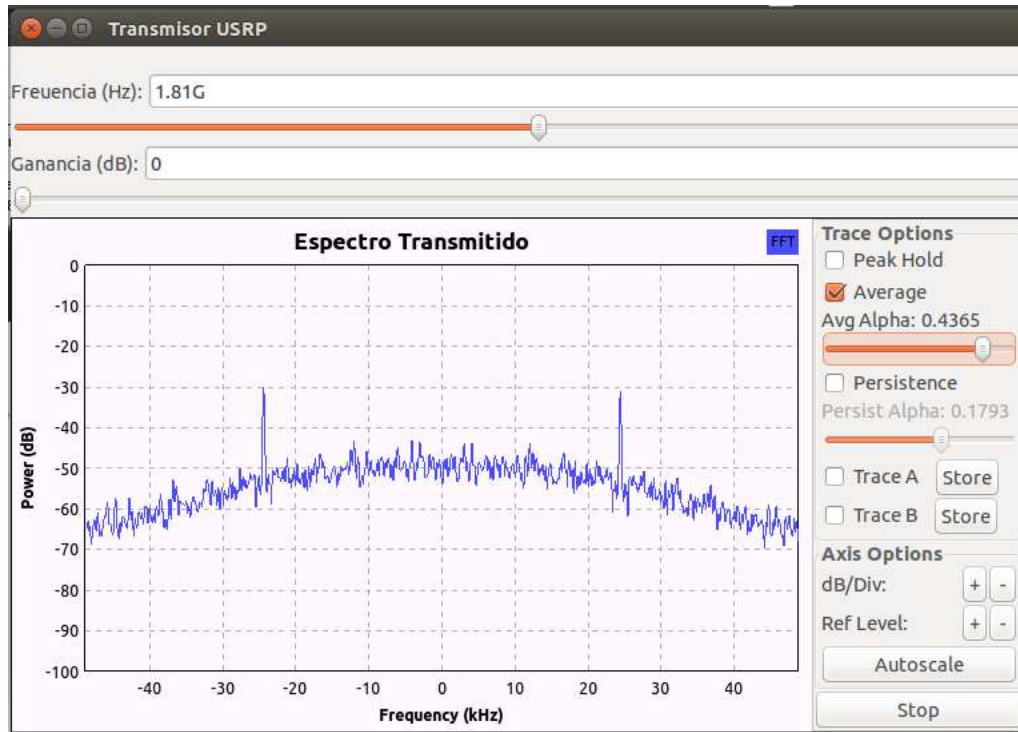 Transmisor USRP
Freuencia (Hz): 1.81G
Ganancia (dB): 0
Espectro Transmitido
FFT
Power (dB)
0
-10
-20
-30
-40
-50
-60
-70
-80
-90
-100
-40 -30 -20 -10 0 10 20 30 40
Frequency (kHz)
Trace Options
Peak Hold
Average
Avg Alpha: 0.4365
Persistence
Persist Alpha: 0.1793
Trace A Store
Trace B Store
Axis Options
dB/Div: + -
Ref Level: + -
Autoscale
Stop